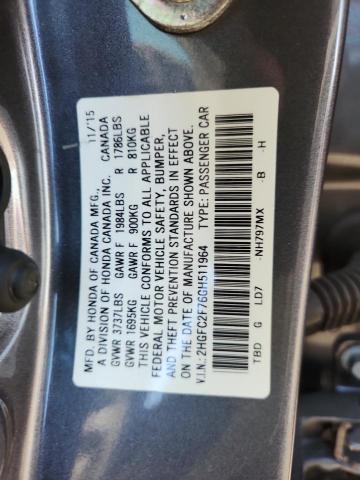 MFD. BY HONDA OF CANADA MFG., 11/'15
A DIVISION OF HONDA CANADA INC. CANADA
GVWR 3737LBS GAWR F 1984LBS R 1786LBS
GVWR 1695KG GAWR F 900KG R 810KG
THIS VEHICLE CONFORMS TO ALL APPLICABLE
FEDERAL MOTOR VEHICLE SAFETY, BUMPER,
AND THEFT PREVENTION STANDARDS IN EFFECT
ON THE DATE OF MANUFACTURE SHOWN ABOVE.
V.I.N.: 2HGFC2F76GH511964 TYPE: PASSENGER CAR
TBD G LD7 -NH797MX -B -H